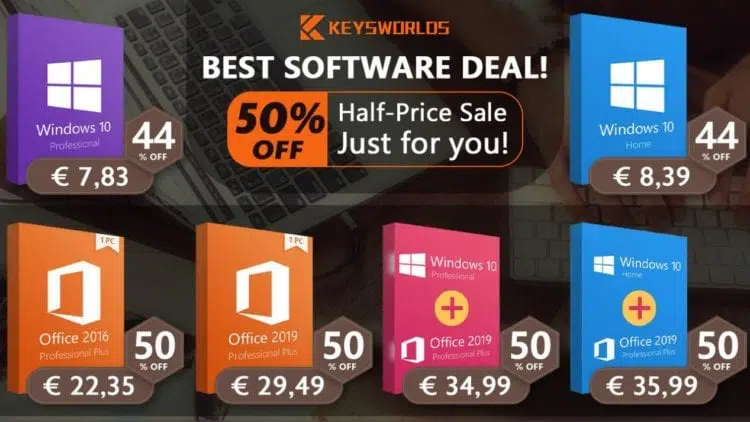 KEYSWORLDS
BEST SOFTWARE DEAL!
50%
OFF
Half-Price Sale
Just for you!
Windows 10
Professional
44
% OFF
€ 7,83
Windows 10
Home
44
% OFF
€ 8,39
1 PC
Office 2016
Professional Plus
50
% OFF
€ 22,35
1 PC
Office 2019
Professional Plus
50
% OFF
€ 29,49
Windows 10
Professional
+
Office 2019
Professional Plus
50
% OFF
€ 34,99
Windows 10
Home
+
Office 2019
Professional Plus
50
% OFF
€ 35,99